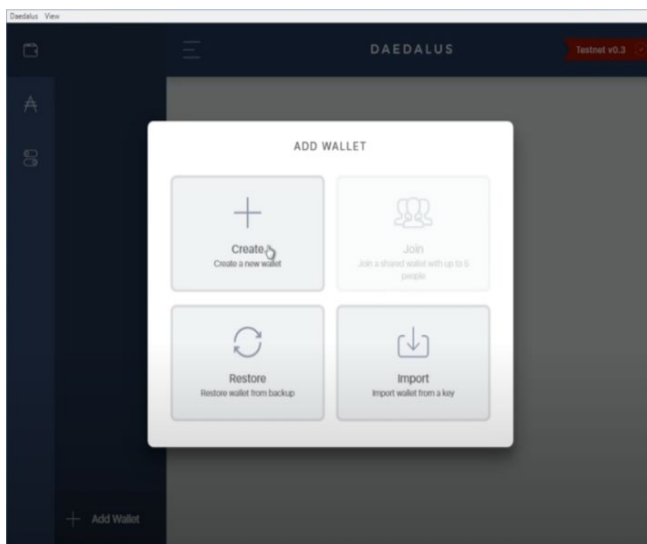 Daedalus View
DAEDALUS
Testnet v0.3
ADD WALLET
Create
Create a new wallet
Join
Join a shared wallet with up to 5
people
Restore
Restore wallet from backup
Import
Import wallet from a key
Add Wallet